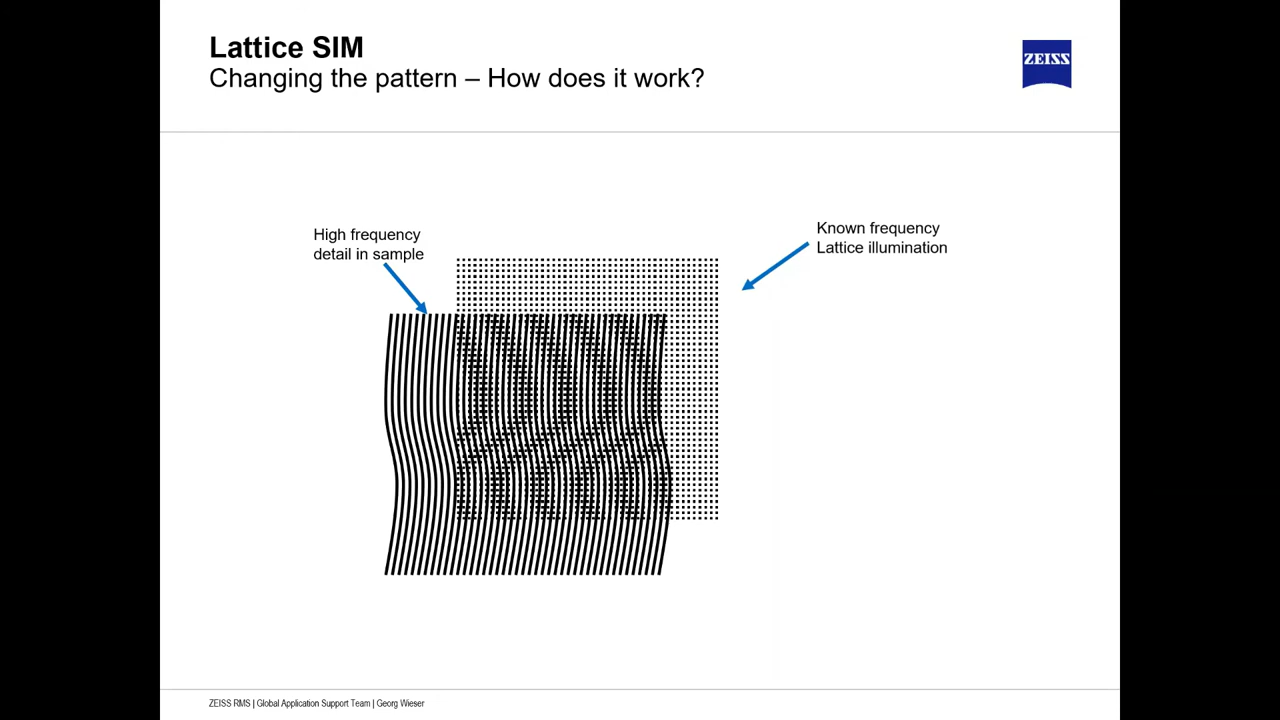 Lattice SIM
Changing the pattern – How does it work?
ZEISS
High frequency
detail in sample
Known frequency
Lattice illumination
ZEISS RMS | Global Application Support Team | Georg Wieser